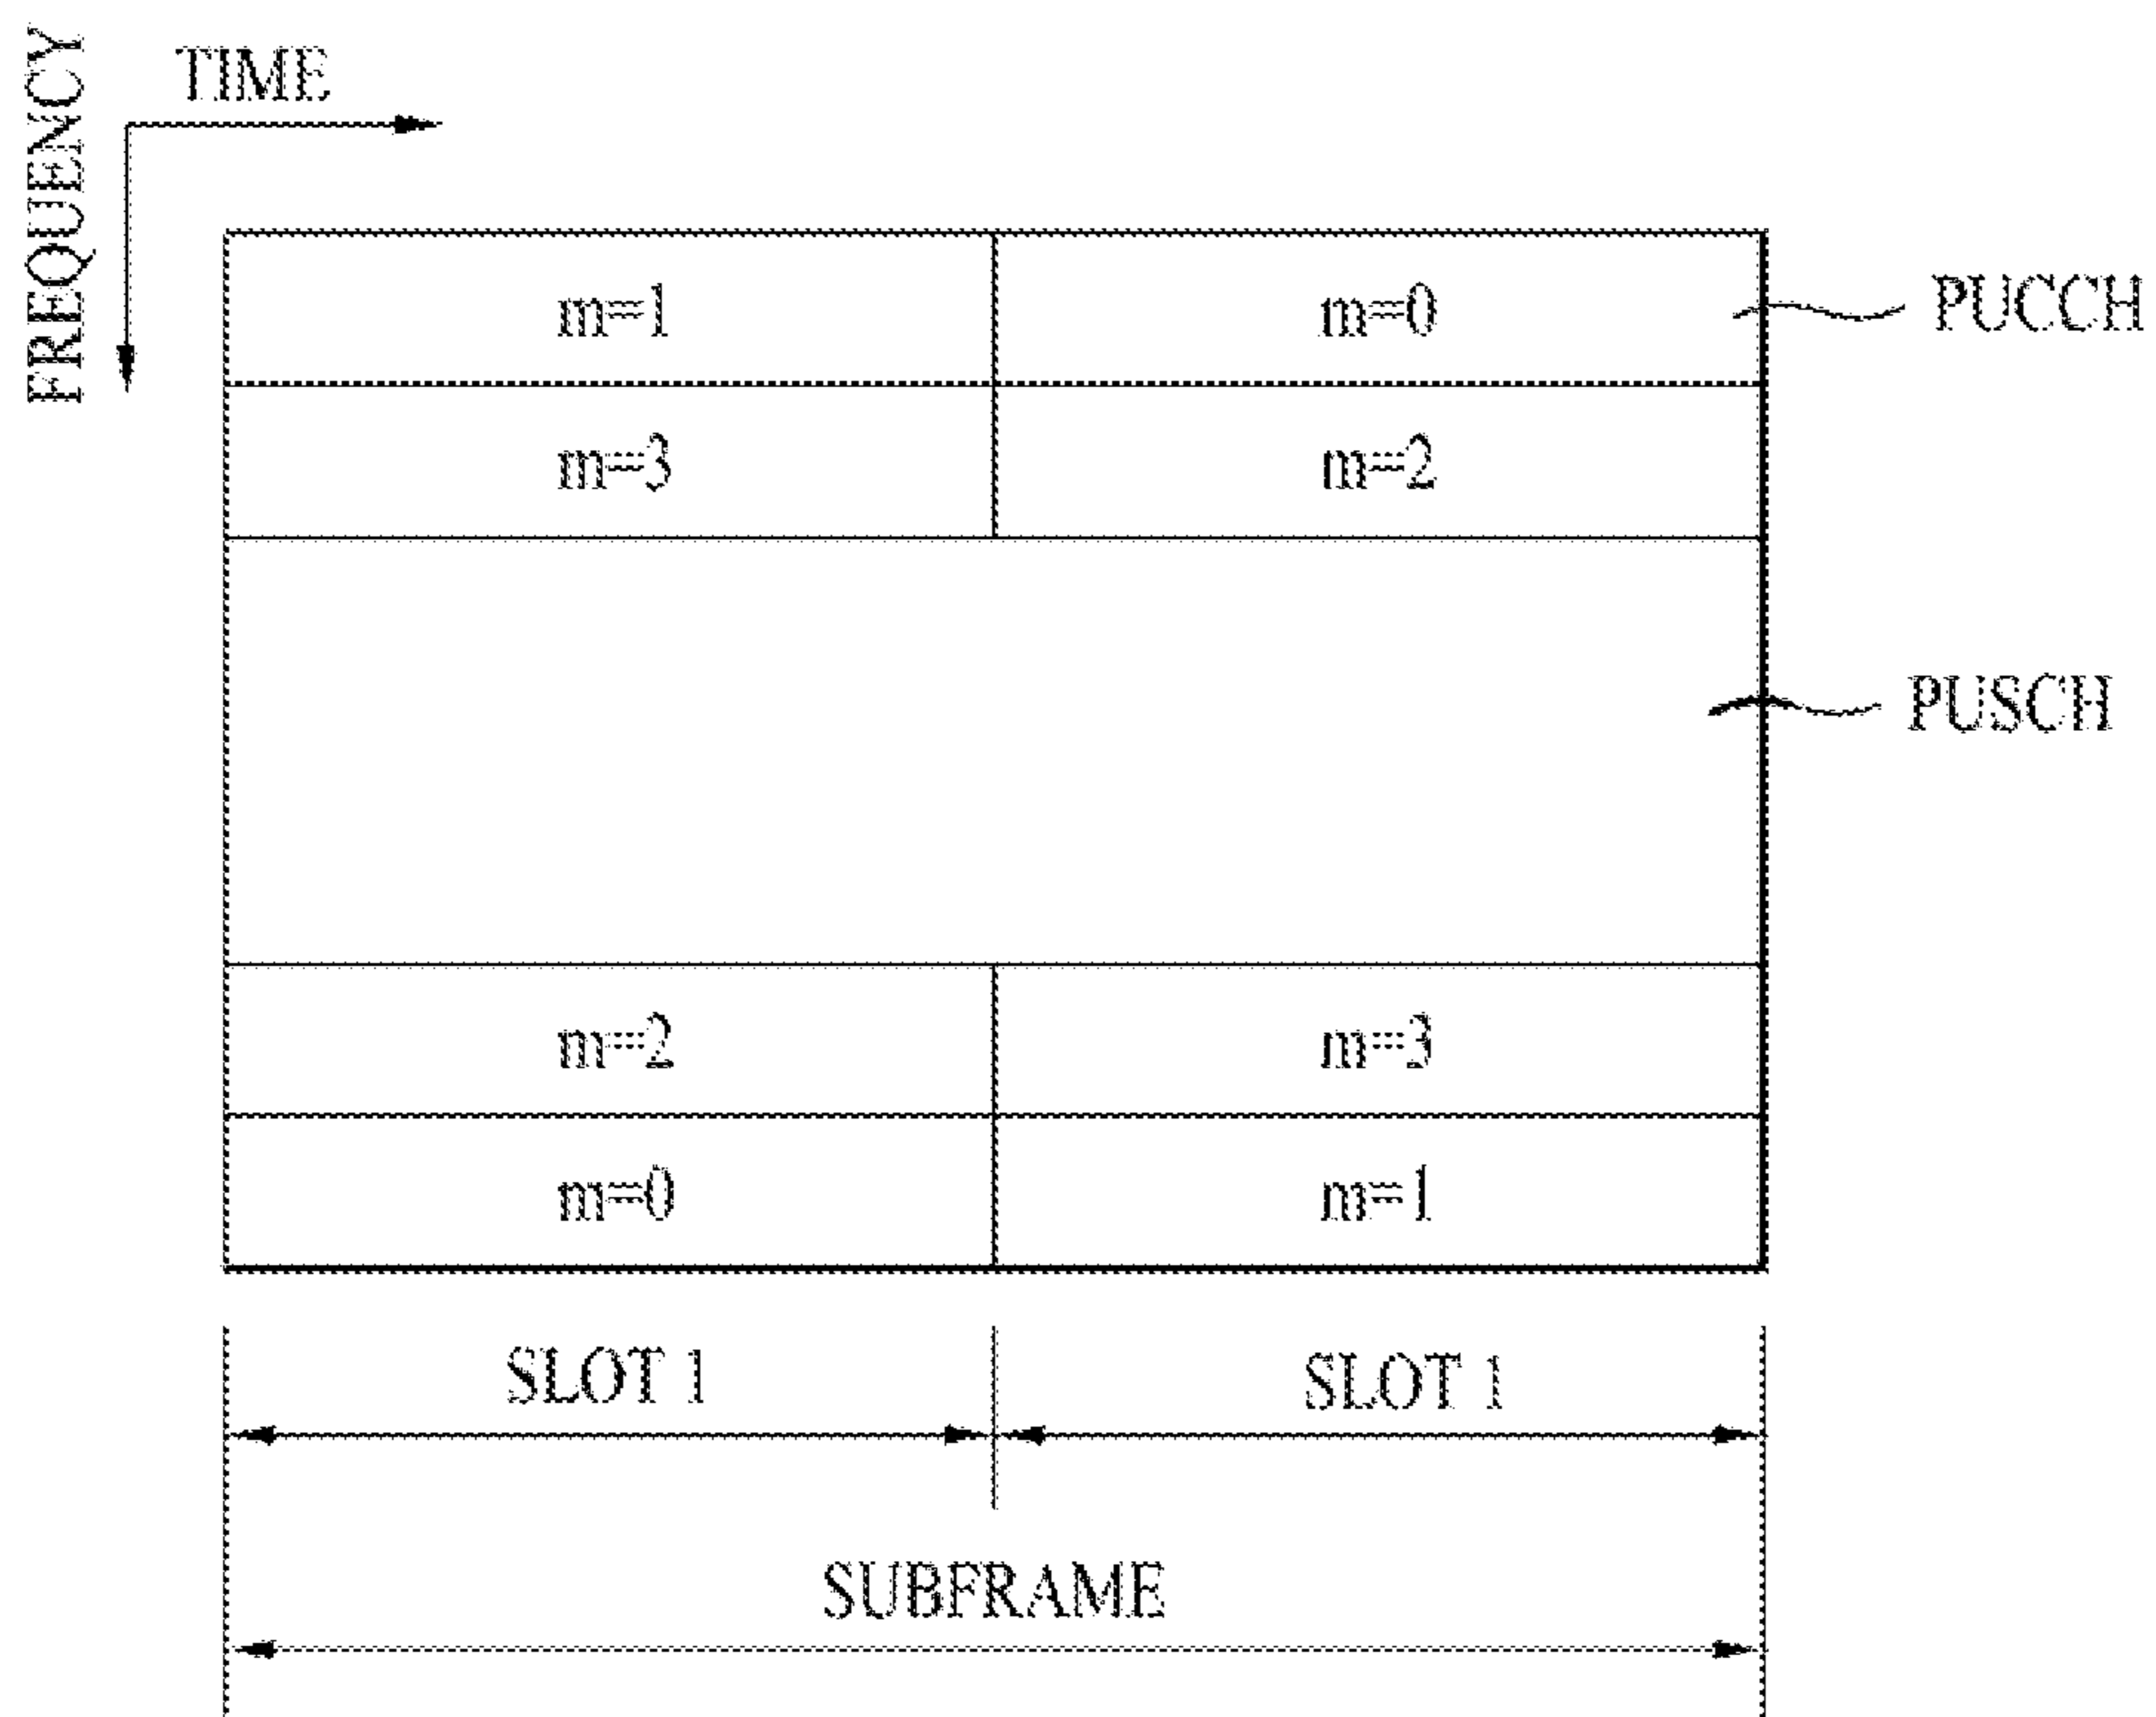 FREQUENCY
TIME
m=1 m=0 PUCCH
m=3 m=2
PUSCH
m=2 m=3
m=0 m=1
SLOT 1 SLOT 1
SUBFRAME